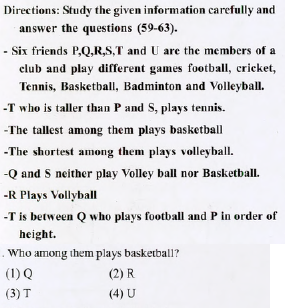 Directions: Study the given information carefully and
answer the questions (59-63).
- Six friends P,Q,R,S,T and U are the members of a
club and play different games football, cricket,
Tennis, Basketball, Badminton and Volleyball.
-T who is taller than P and S, plays tennis.
-The tallest among them plays basketball
-The shortest among them plays volleyball.
-Q and S neither play Volley ball nor Basketball.
-R Plays Vollyball
-T is between Q who plays football and P in order of
height.
. Who among them plays basketball?
(1) Q (2) R
(3) T (4) U